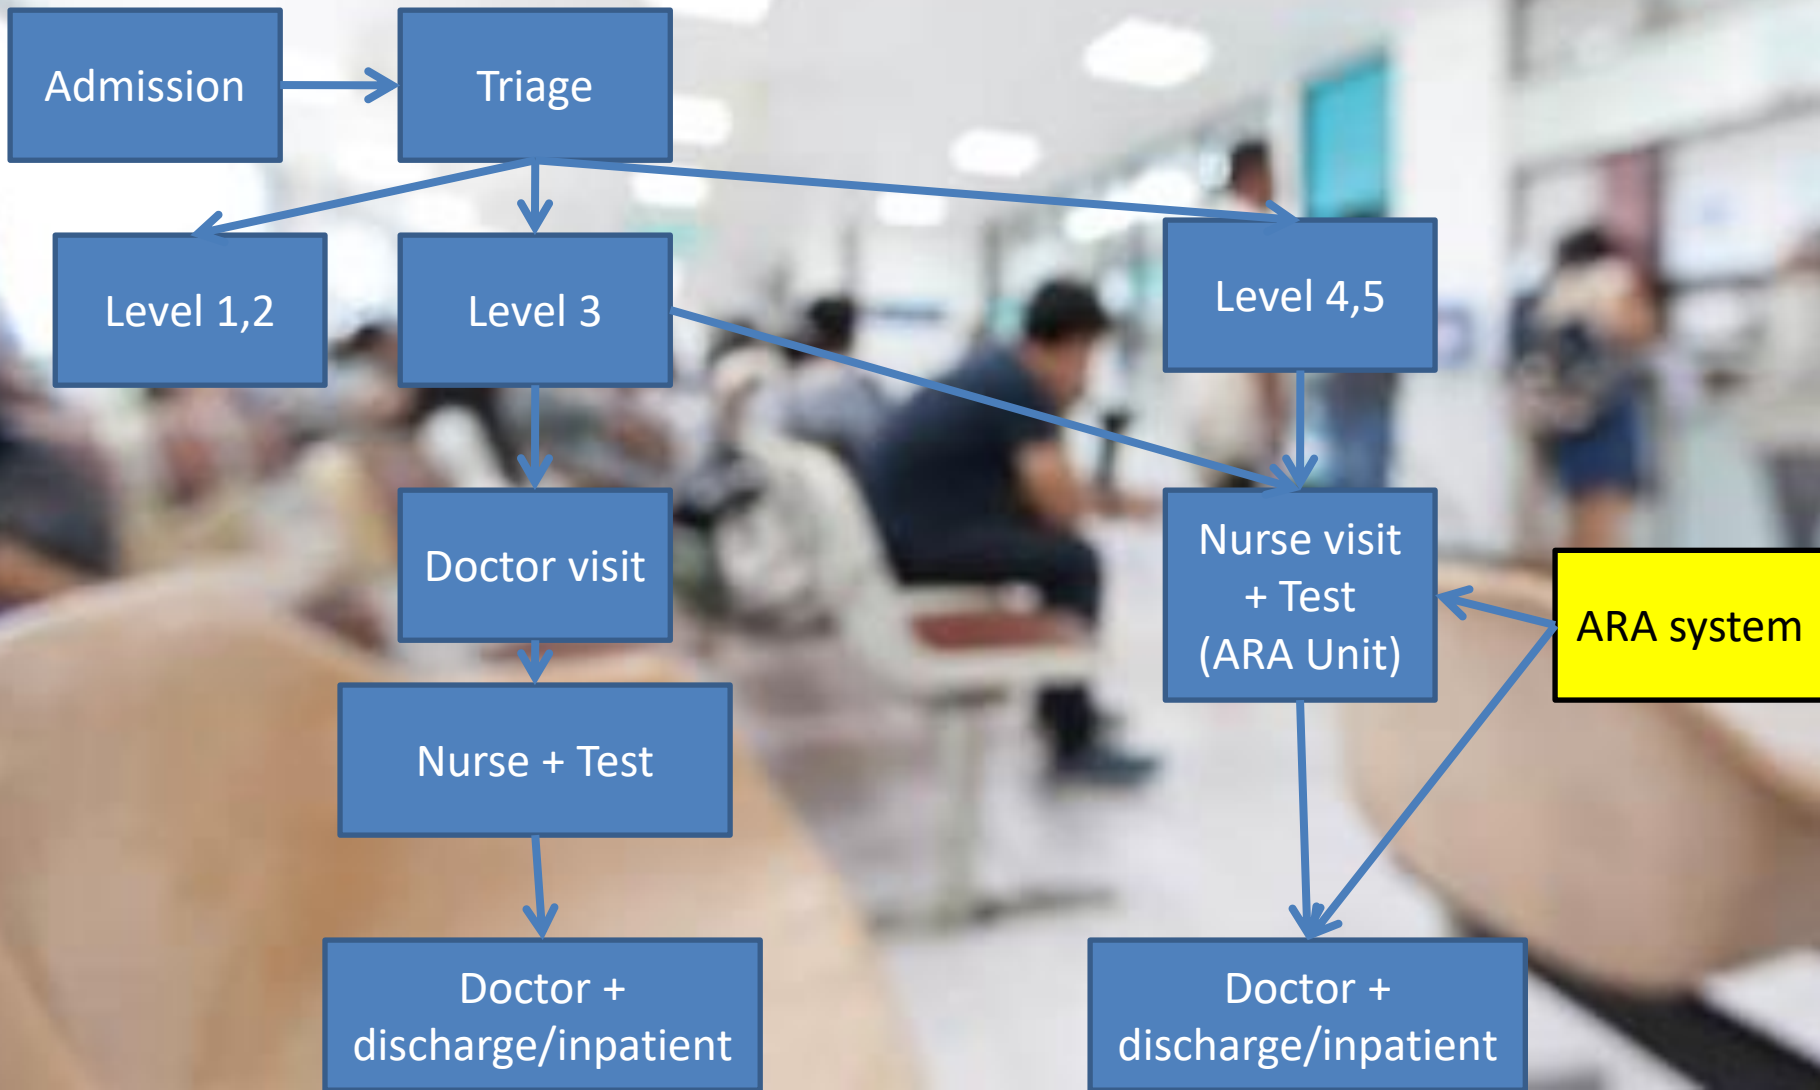 Admission
Triage
Level 1,2
Level 3
Level 4,5
Doctor visit
Nurse visit
+ Test
(ARA Unit)
ARA system
Nurse + Test
Doctor +
discharge/inpatient
Doctor +
discharge/inpatient